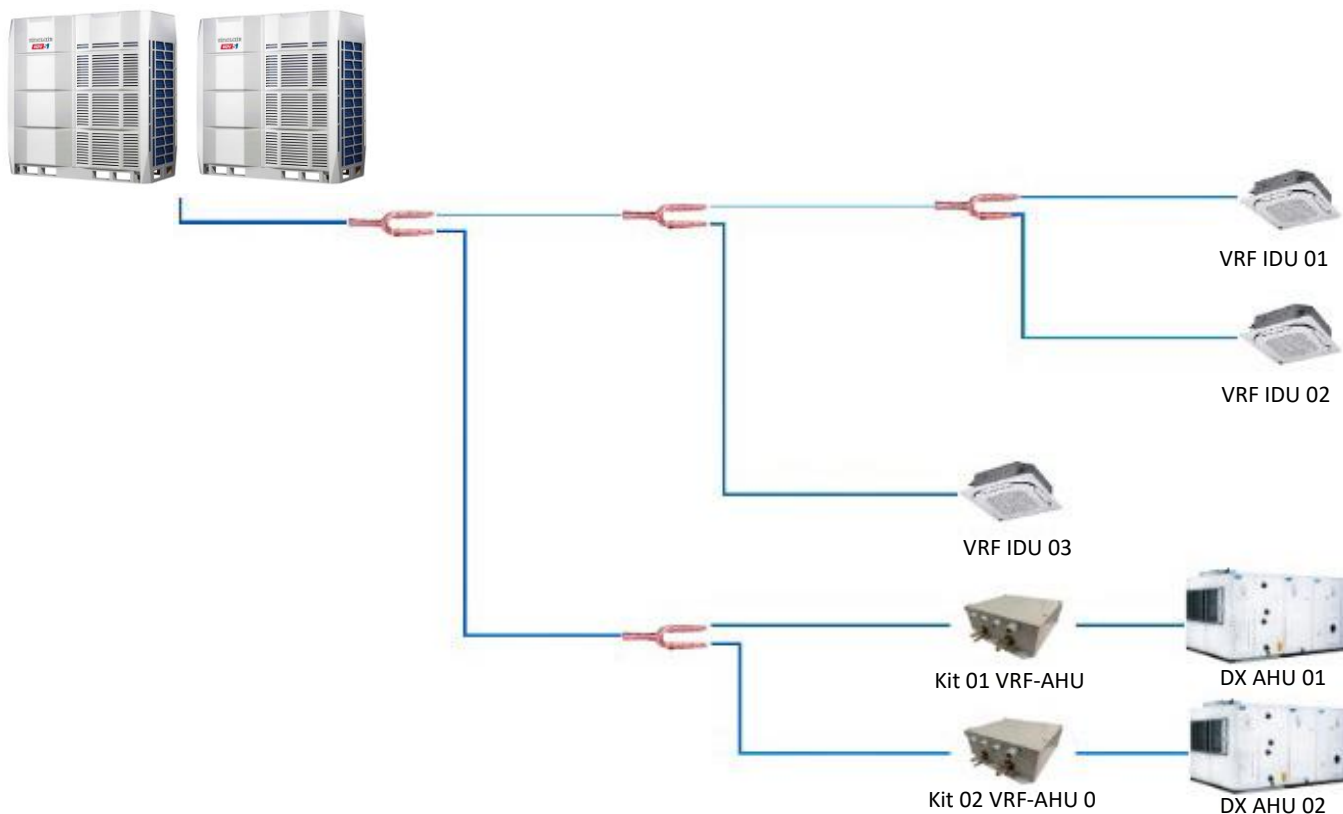 VRF IDU 01
VRF IDU 02
VRF IDU 03
Kit 01 VRF-AHU
DX AHU 01
Kit 02 VRF-AHU 0
DX AHU 02